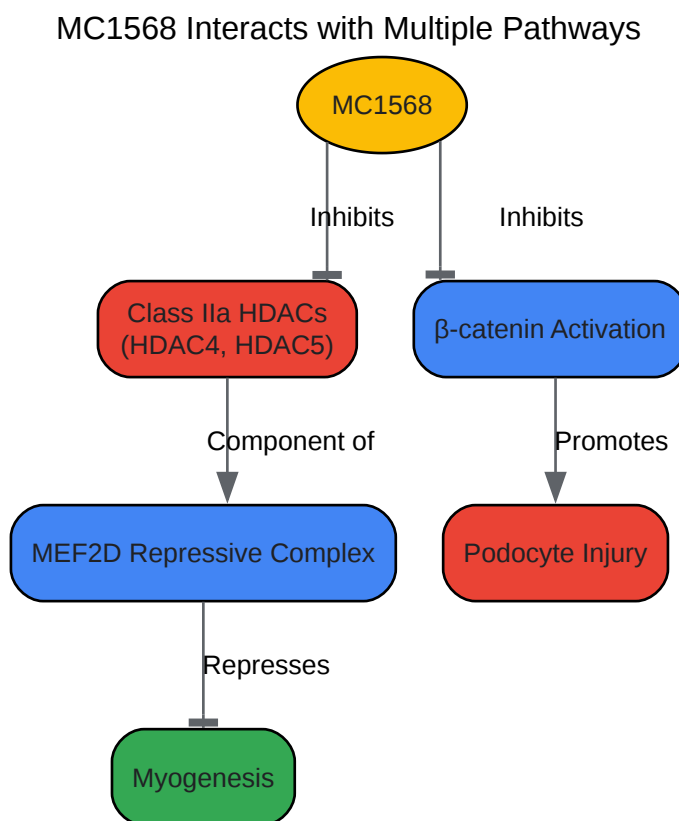 MC1568 Interacts with Multiple Pathways
MC1568
Inhibits
Inhibits
Class IIa HDACs
(HDAC4, HDAC5)
β-catenin Activation
Component of
Promotes
MEF2D Repressive Complex
Podocyte Injury
Represses
Myogenesis